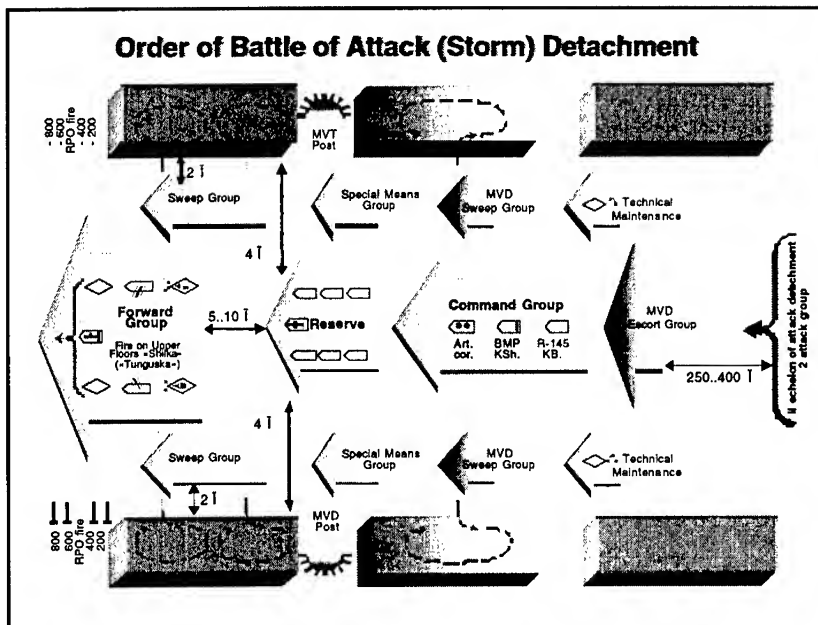 Order of Battle of Attack (Storm) Detachment
- 800
- 600
RPO fire
- 400
- 200
MVT
Post
2 Ī
Sweep Group
Special Means
Group
MVD
Sweep Group
Technical
Maintenance
4 Ī
Forward
Group
Fire on Upper
Floors «Shilka»
(«Tunguska»)
5..10 Ī
Reserve
Command Group
Art.
cor.
BMP
KSh.
R-145
KB.
MVD
Escort Group
250..400 Ī
II echelon of attack detachment
2 attack group
4 Ī
Sweep Group
Special Means
Group
MVD
Sweep Group
Technical
Maintenance
2 Ī
MVD
Post
800
600
RPO fire
400
200